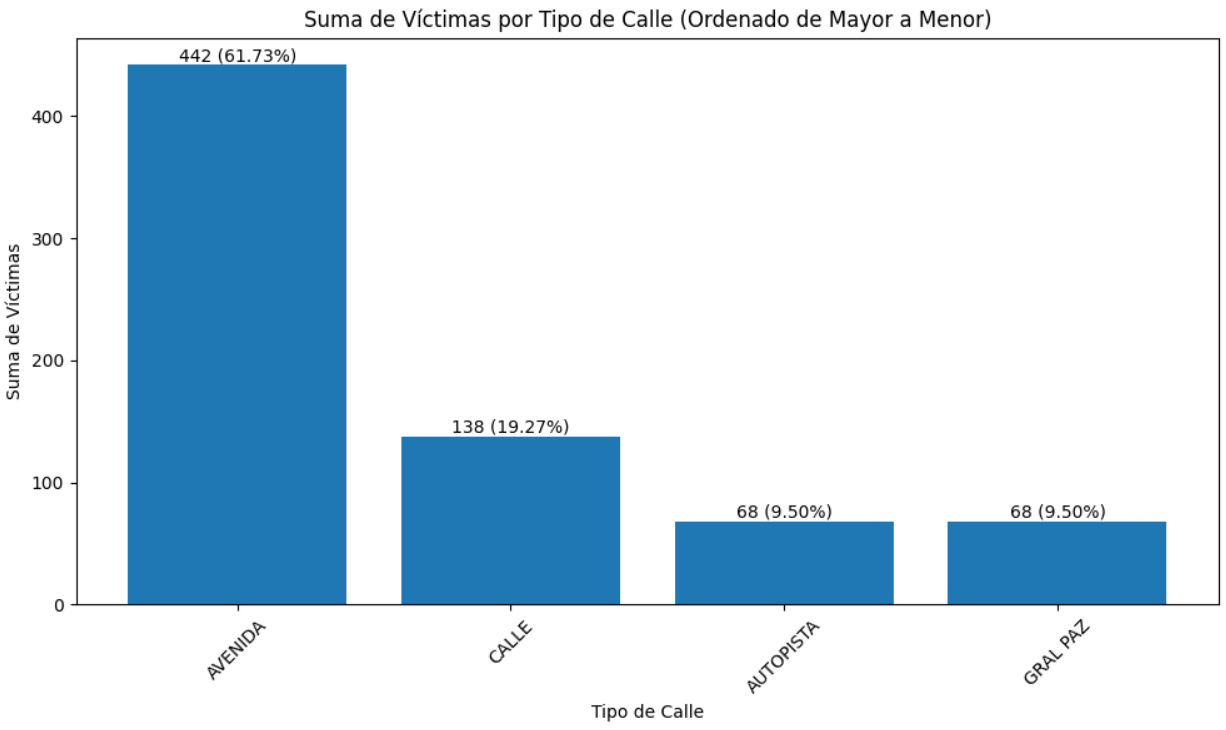 Suma de Víctimas por Tipo de Calle (Ordenado de Mayor a Menor)
Suma de Víctimas
400
300
200
100
0
442 (61.73%)
138 (19.27%)
68 (9.50%)
68 (9.50%)
AVENIDA
CALLE
AUTOPISTA
GRAL PAZ
Tipo de Calle